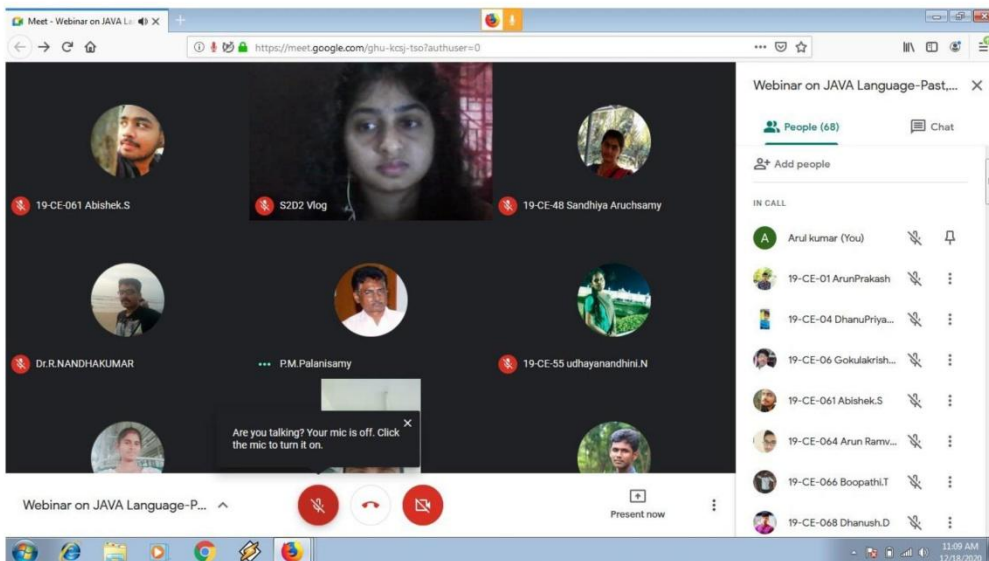 Meet - Webinar on JAVA La
https://meet.google.com/ghu-kcsj-tso?authuser=0
19-CE-061 Abishek.S
S2D2 Vlog
19-CE-48 Sandhiya Aruchsamy
Dr.R.NANDHAKUMAR
P.M.Palanisamy
19-CE-55 udhayanandhini.N
Are you talking? Your mic is off. Click
the mic to turn it on.
Webinar on JAVA Language-P...
Present now
Webinar on JAVA Language-Past,...
People (68)
Chat
Add people
IN CALL
A
Arul kumar (You)
19-CE-01 ArunPrakash
19-CE-04 DhanuPriya...
19-CE-06 Gokulakrish...
19-CE-061 Abishek.S
19-CE-064 Arun Ramv...
19-CE-066 Boopathi.T
19-CE-068 Dhanush.D
11:09 AM
12/18/2020